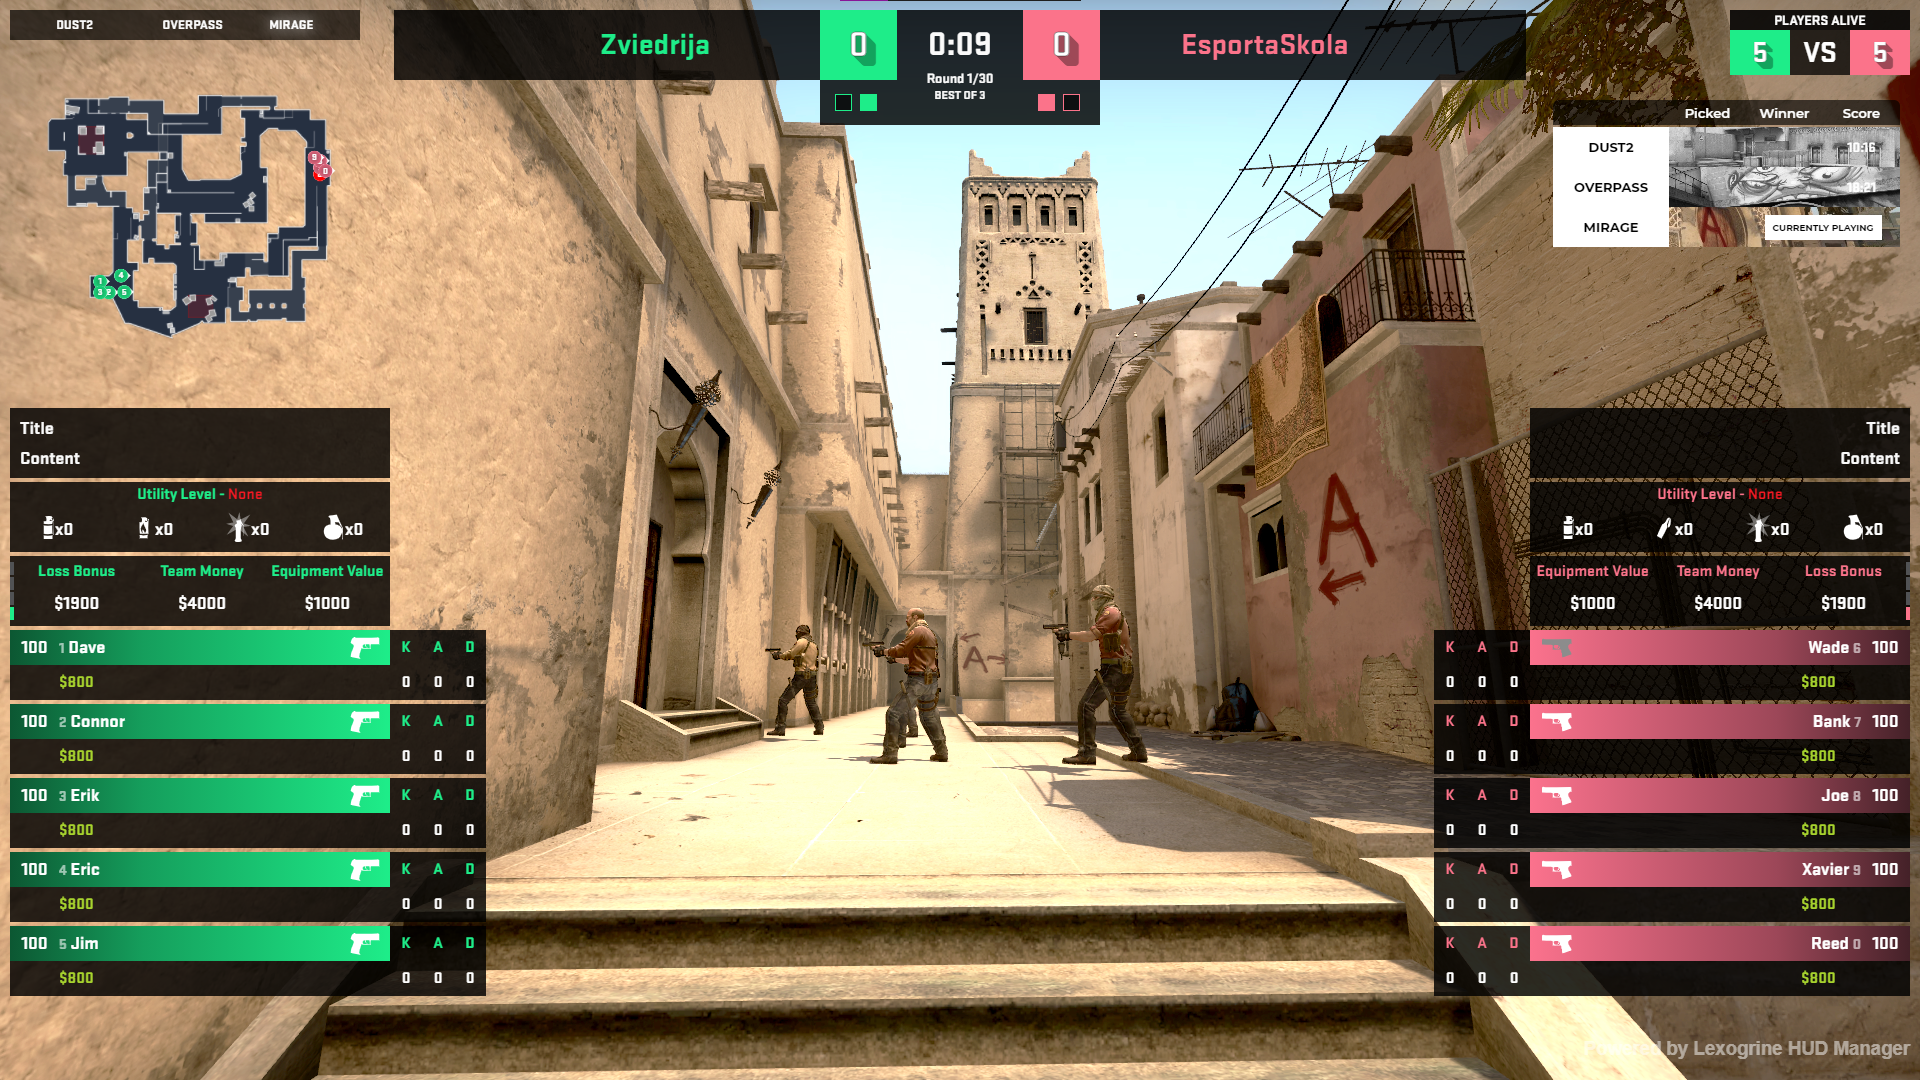 DUST2 OVERPASS MIRAGE
Zviedrija 0 0:09 0 EsportaSkola
Round 1/30
BEST OF 3
PLAYERS ALIVE
5 VS 5
Picked Winner Score
DUST2 10-16
OVERPASS 18-21
MIRAGE CURRENTLY PLAYING
Title
Content
Utility Level - None
x0 x0 x0 x0
Loss Bonus Team Money Equipment Value
$1900 $4000 $1000
100 1 Dave K A D
$800 0 0 0
100 2 Connor K A D
$800 0 0 0
100 3 Erik K A D
$800 0 0 0
100 4 Eric K A D
$800 0 0 0
100 5 Jim K A D
$800 0 0 0
Title
Content
Utility Level - None
x0 x0 x0 x0
Equipment Value Team Money Loss Bonus
$1000 $4000 $1900
K A D Wade 6 100
0 0 0 $800
K A D Bank 7 100
0 0 0 $800
K A D Joe 8 100
0 0 0 $800
K A D Xavier 9 100
0 0 0 $800
K A D Reed 0 100
0 0 0 $800
A
A
by Lexogrine HUD Manager